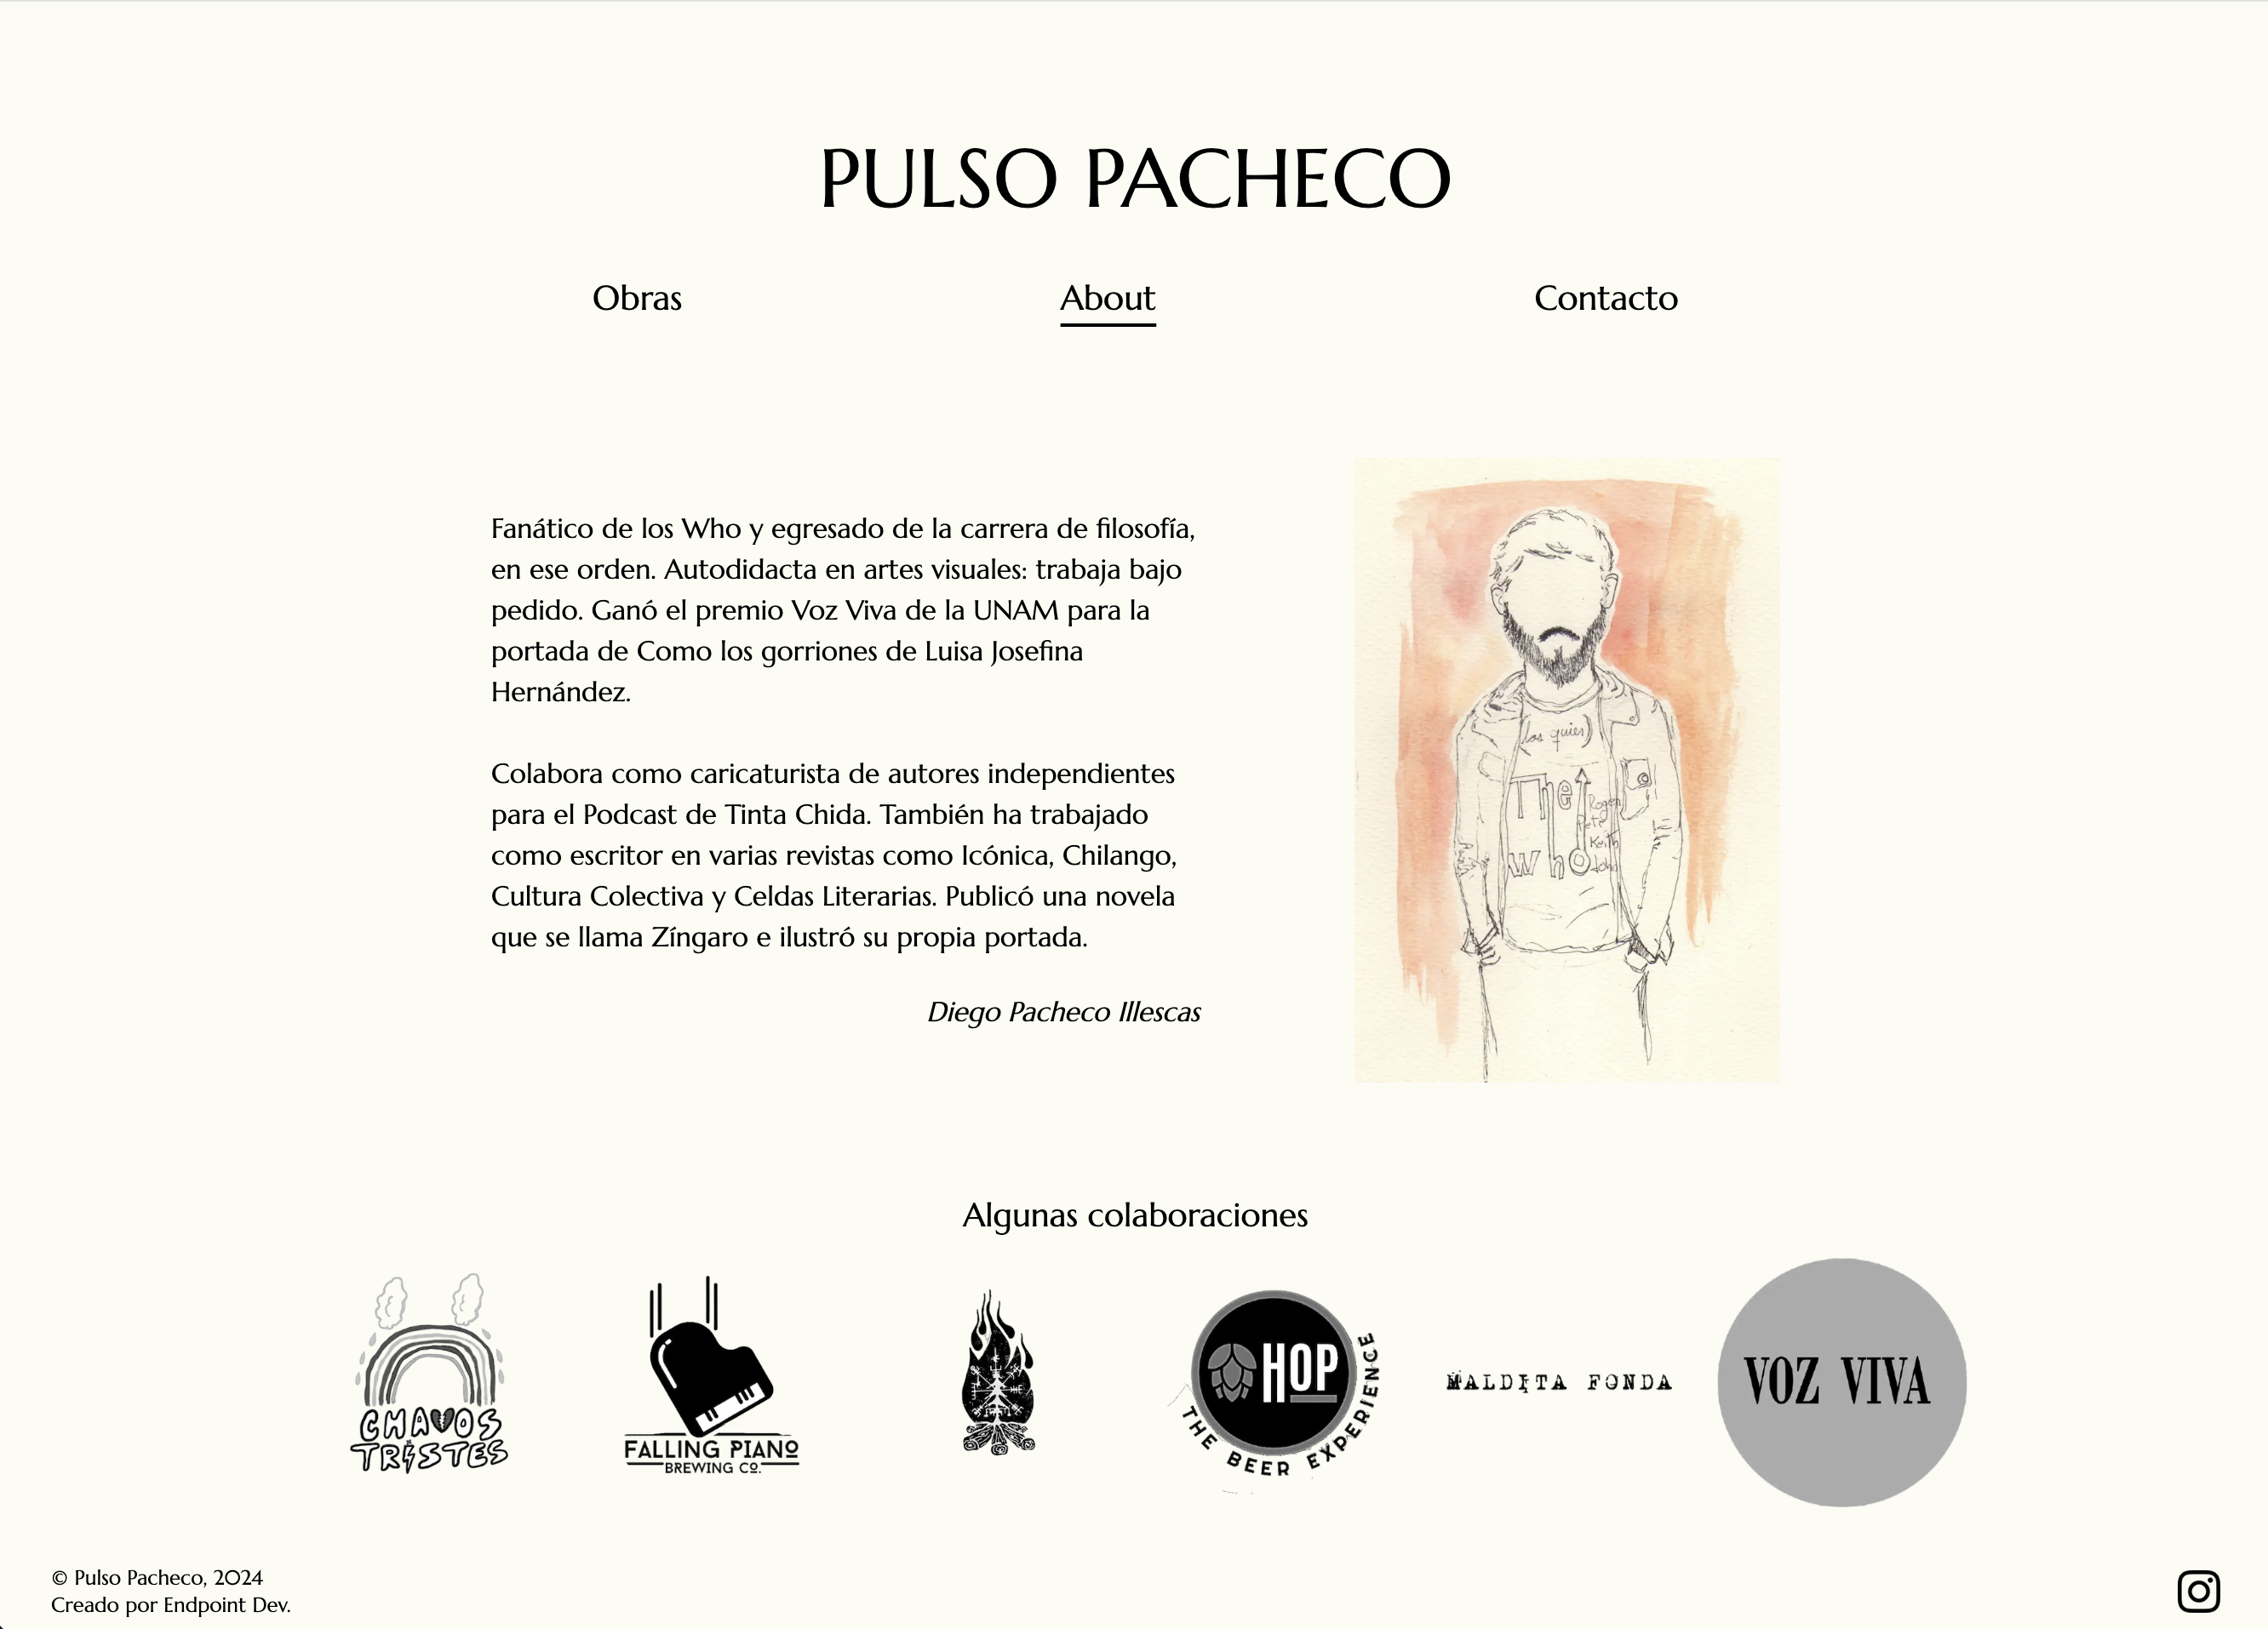 PULSO PACHECO
Obras About Contacto
Fanático de los Who y egresado de la carrera de filosofía,
en ese orden. Autodidacta en artes visuales: trabaja bajo
pedido. Ganó el premio Voz Viva de la UNAM para la
portada de Como los gorriones de Luisa Josefina
Hernández.
Colabora como caricaturista de autores independientes
para el Podcast de Tinta Chida. También ha trabajado
como escritor en varias revistas como Icónica, Chilango,
Cultura Colectiva y Celdas Literarias. Publicó una novela
que se llama Zíngaro e ilustró su propia portada.
Diego Pacheco Illescas
(los quien)
The
Who
Roger
Pete
Keith
John
Algunas colaboraciones
CHAVOS
TRISTES
FALLING PIANO
BREWING CO.
HOP
THE BEER EXPERIENCE
MALDITA FONDA
VOZ VIVA
© Pulso Pacheco, 2024
Creado por Endpoint Dev.